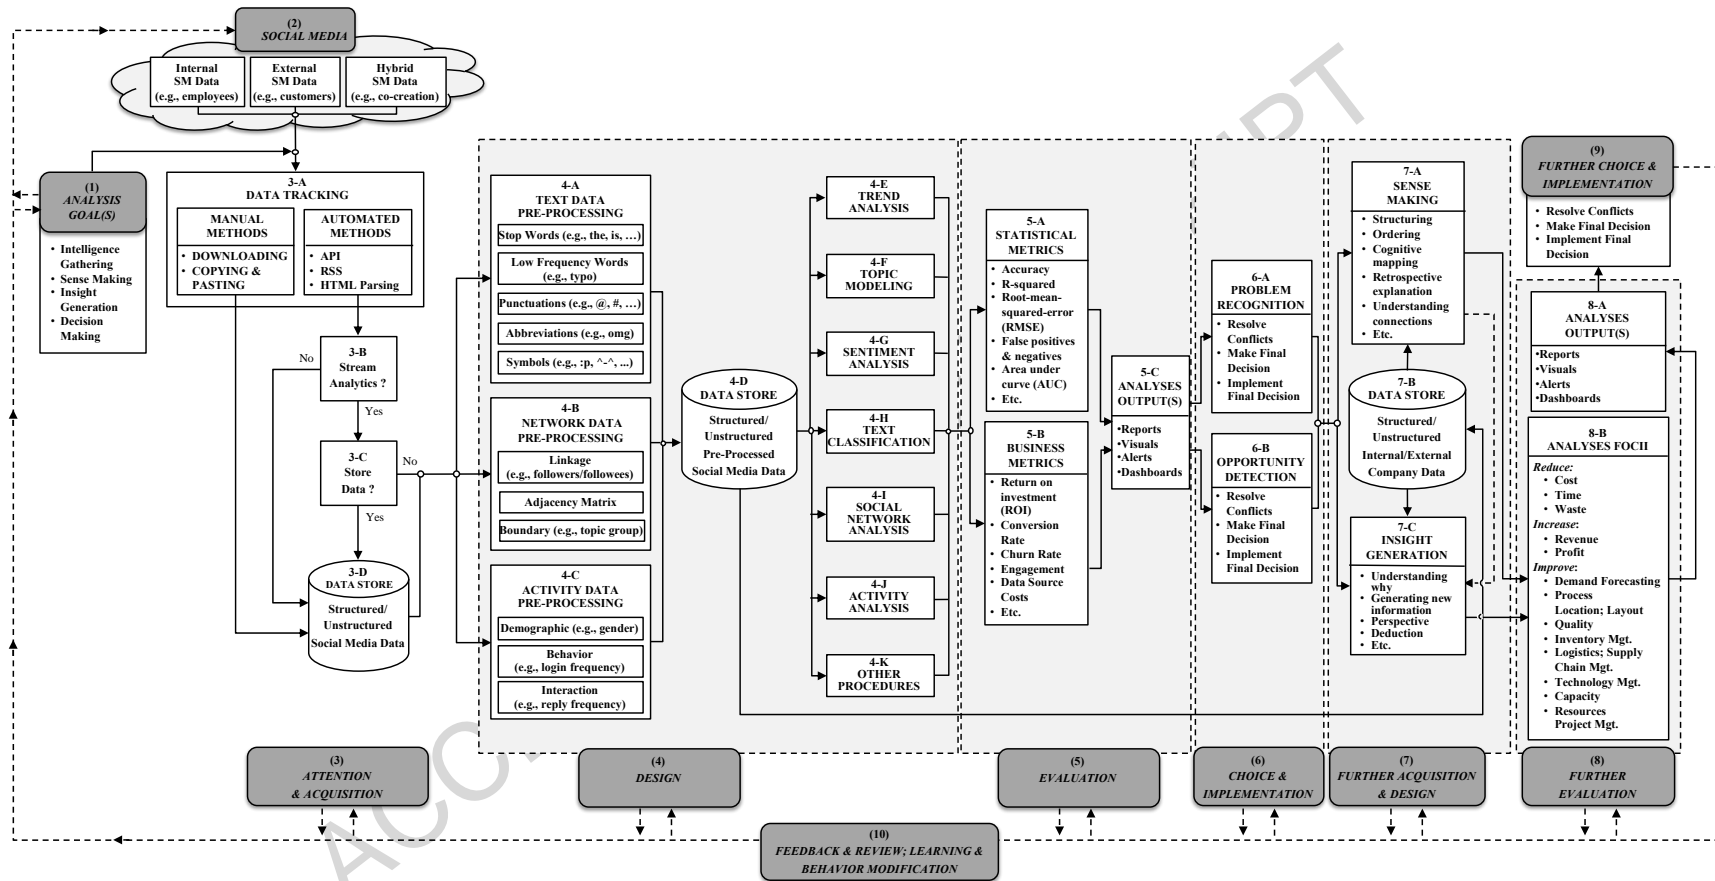 (2)
SOCIAL MEDIA
Internal
SM Data
(e.g., employees)
External
SM Data
(e.g., customers)
Hybrid
SM Data
(e.g., co-creation)
(1)
ANALYSIS
GOAL(S)
• Intelligence
Gathering
• Sense Making
• Insight
Generation
• Decision
Making
3-A
DATA TRACKING
MANUAL
METHODS
• DOWNLOADING
• COPYING &
PASTING
AUTOMATED
METHODS
• API
• RSS
• HTML Parsing
3-B
Stream
Analytics ?
No
Yes
3-C
Store
Data ?
No
Yes
3-D
DATA STORE
Structured/
Unstructured
Social Media Data
(3)
ATTENTION
& ACQUISITION
4-A
TEXT DATA
PRE-PROCESSING
Stop Words (e.g., the, is, …)
Low Frequency Words
(e.g., typo)
Punctuations (e.g., @, #, …)
Abbreviations (e.g., omg)
Symbols (e.g., :p, ^-^, ...)
4-B
NETWORK DATA
PRE-PROCESSING
Linkage
(e.g., followers/followees)
Adjacency Matrix
Boundary (e.g., topic group)
4-C
ACTIVITY DATA
PRE-PROCESSING
Demographic (e.g., gender)
Behavior
(e.g., login frequency)
Interaction
(e.g., reply frequency)
4-D
DATA STORE
Structured/
Unstructured
Pre-Processed
Social Media Data
4-E
TREND
ANALYSIS
4-F
TOPIC
MODELING
4-G
SENTIMENT
ANALYSIS
4-H
TEXT
CLASSIFICATION
4-I
SOCIAL
NETWORK
ANALYSIS
4-J
ACTIVITY
ANALYSIS
4-K
OTHER
PROCEDURES
(4)
DESIGN
5-A
STATISTICAL
METRICS
• Accuracy
• R-squared
• Root-mean-
squared-error
(RMSE)
• False positives
& negatives
• Area under
curve (AUC)
• Etc.
5-B
BUSINESS
METRICS
• Return on
investment
(ROI)
• Conversion
Rate
• Churn Rate
• Engagement
• Data Source
Costs
• Etc.
5-C
ANALYSES
OUTPUT(S)
•Reports
•Visuals
•Alerts
•Dashboards
(5)
EVALUATION
6-A
PROBLEM
RECOGNITION
• Resolve
Conflicts
• Make Final
Decision
• Implement
Final Decision
6-B
OPPORTUNITY
DETECTION
• Resolve
Conflicts
• Make Final
Decision
• Implement
Final Decision
(6)
CHOICE &
IMPLEMENTATION
7-A
SENSE
MAKING
• Structuring
• Ordering
• Cognitive
mapping
• Retrospective
explanation
• Understanding
connections
• Etc.
7-B
DATA STORE
Structured/
Unstructured
Internal/External
Company Data
7-C
INSIGHT
GENERATION
• Understanding
why
• Generating new
information
• Perspective
• Deduction
• Etc.
(7)
FURTHER ACQUISITION
& DESIGN
(9)
FURTHER CHOICE &
IMPLEMENTATION
• Resolve Conflicts
• Make Final Decision
• Implement Final
Decision
8-A
ANALYSES
OUTPUT(S)
•Reports
•Visuals
•Alerts
•Dashboards
8-B
ANALYSES FOCII
Reduce:
• Cost
• Time
• Waste
Increase:
• Revenue
• Profit
Improve:
• Demand Forecasting
• Process
Location; Layout
• Quality
• Inventory Mgt.
• Logistics; Supply
Chain Mgt.
• Technology Mgt.
• Capacity
• Resources
Project Mgt.
(8)
FURTHER
EVALUATION
(10)
FEEDBACK & REVIEW; LEARNING &
BEHAVIOR MODIFICATION